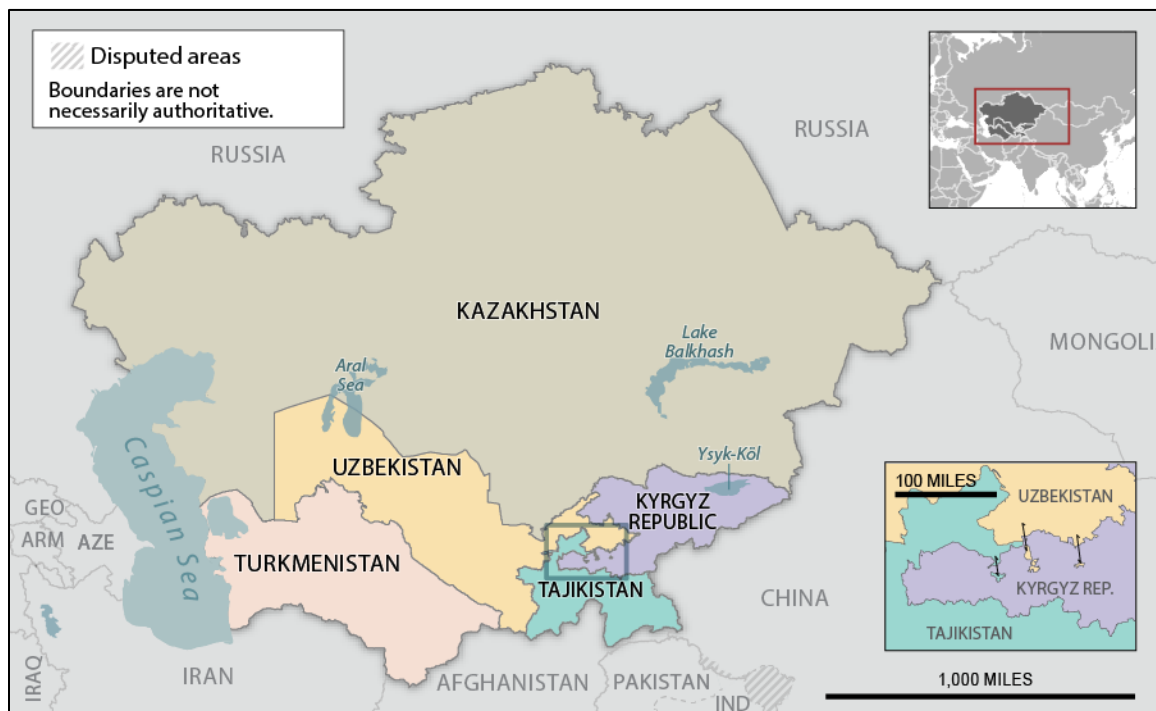 Disputed areas
Boundaries are not
necessarily authoritative.
RUSSIA
RUSSIA
KAZAKHSTAN
Lake
Balkhash
MONGOLI
Aral
Sea
Caspian Sea
UZBEKISTAN
Ysyk-Köl
KYRGYZ
REPUBLIC
GEO
ARM
AZE
TURKMENISTAN
TAJIKISTAN
CHINA
100 MILES
UZBEKISTAN
KYRGYZ REP.
TAJIKISTAN
IRAQ
IRAN
AFGHANISTAN
PAKISTAN
IND
1,000 MILES